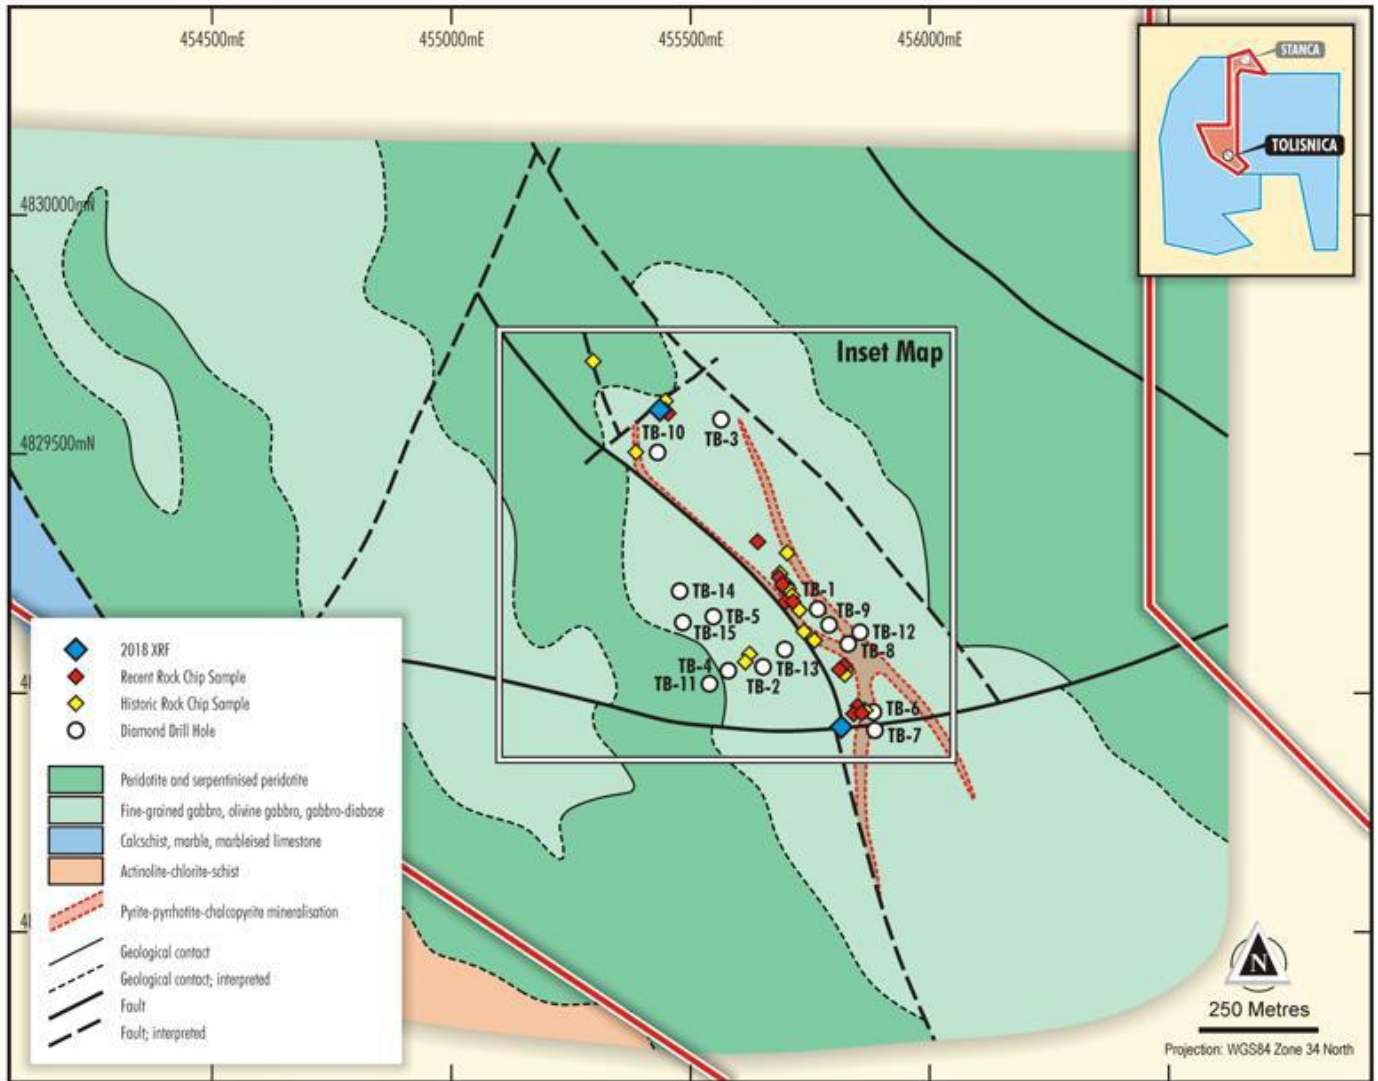 454500mE
455000mE
455500mE
456000mE
STANCA
TOLISNICA
4830000mN
Inset Map
4829500mN
TB-10
TB-3
TB-14
TB-1
TB-5
TB-9
TB-15
TB-12
TB-8
TB-4
TB-13
TB-11
TB-2
TB-6
TB-7
2018 XRF
Recent Rock Chip Sample
Historic Rock Chip Sample
Diamond Drill Hole
Peridotite and serpentinised peridotite
Fine-grained gabbro, olivine gabbro, gabbro-diabase
Calcschist, marble, marbleised limestone
Actinolite-chlorite-schist
Pyrite-pyrrhotite-chalcopyrite mineralisation
Geological contact
Geological contact; interpreted
Fault
Fault; interpreted
N
250 Metres
Projection: WGS84 Zone 34 North